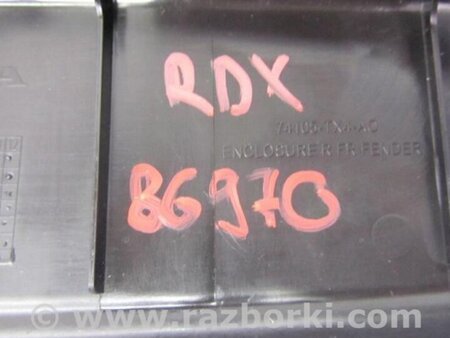 RDX
ENCLOSURE R FR FENDER
86970
© www.razborki.com